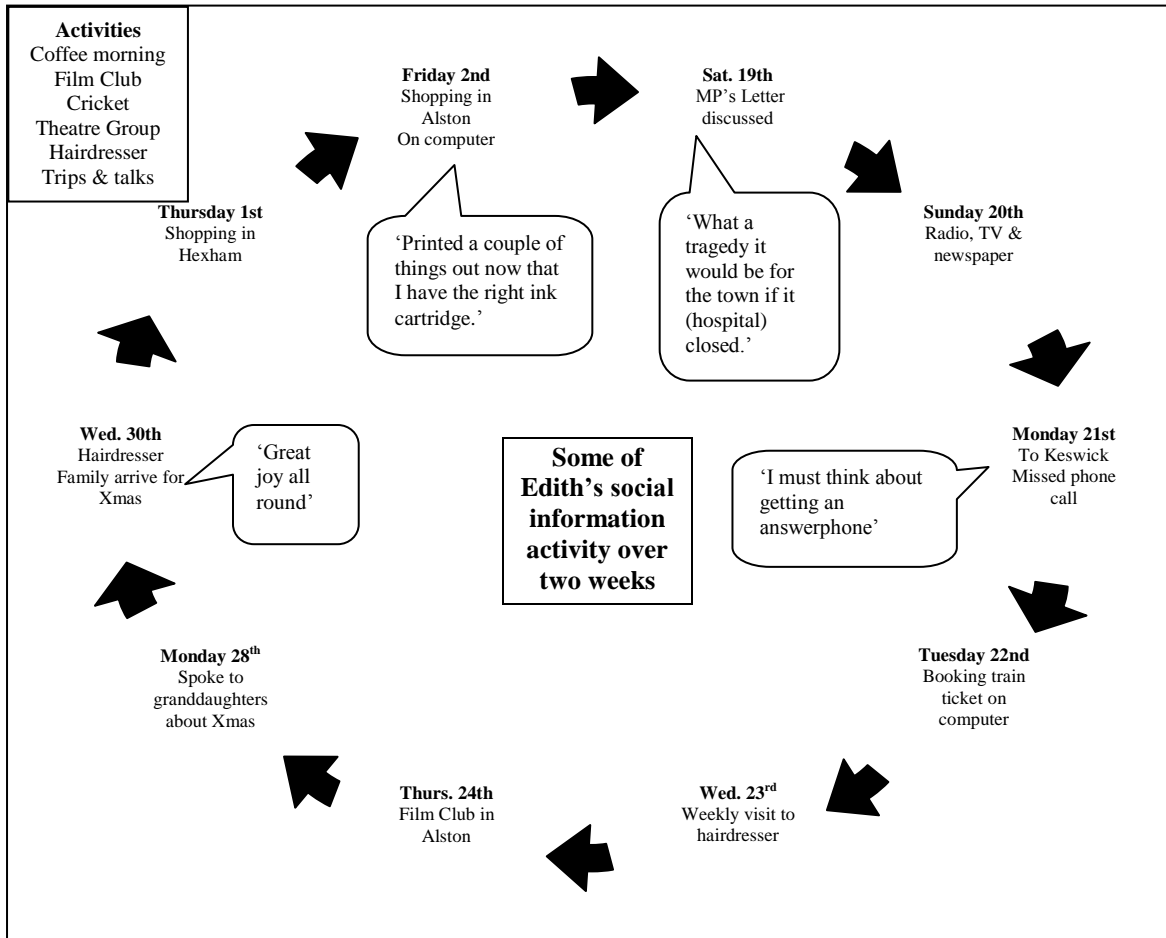 Activities
Coffee morning
Film Club
Cricket
Theatre Group
Hairdresser
Trips & talks
Friday 2nd
Shopping in
Alston
On computer
Sat. 19th
MP’s Letter
discussed
Thursday 1st
Shopping in
Hexham
‘Printed a couple of
things out now that
I have the right ink
cartridge.’
‘What a
tragedy it
would be for
the town if it
(hospital)
closed.’
Sunday 20th
Radio, TV &
newspaper
Wed. 30th
Hairdresser
Family arrive for
Xmas
‘Great
joy all
round’
Some of
Edith’s social
information
activity over
two weeks
‘I must think about
getting an
answerphone’
Monday 21st
To Keswick
Missed phone
call
Monday 28th
Spoke to
granddaughters
about Xmas
Tuesday 22nd
Booking train
ticket on
computer
Thurs. 24th
Film Club in
Alston
Wed. 23rd
Weekly visit to
hairdresser